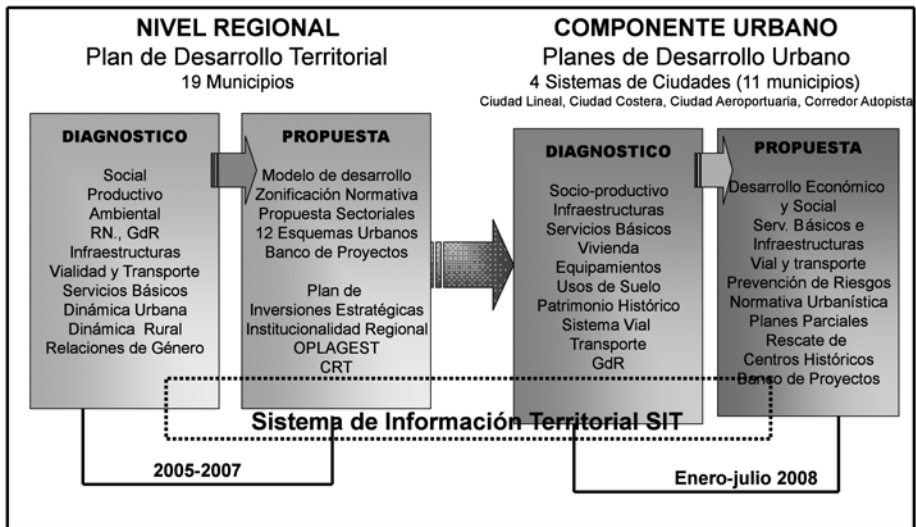 NIVEL REGIONAL
Plan de Desarrollo Territorial
19 Municipios
DIAGNOSTICO
Social
Productivo
Ambiental
RN., GdR
Infraestructuras
Vialidad y Transporte
Servicios Básicos
Dinámica Urbana
Dinámica Rural
Relaciones de Género
PROPUESTA
Modelo de desarrollo
Zonificación Normativa
Propuesta Sectoriales
12 Esquemas Urbanos
Banco de Proyectos
Plan de
Inversiones Estratégicas
Institucionalidad Regional
OPLAGEST
CRT
COMPONENTE URBANO
Planes de Desarrollo Urbano
4 Sistemas de Ciudades (11 municipios)
Ciudad Lineal, Ciudad Costera, Ciudad Aeroportuaria, Corredor Autopista
DIAGNOSTICO
Socio-productivo
Infraestructuras
Servicios Básicos
Vivienda
Equipamientos
Usos de Suelo
Patrimonio Histórico
Sistema Vial
Transporte
GdR
PROPUESTA
Desarrollo Económico
y Social
Serv. Básicos e
Infraestructuras
Vial y transporte
Prevención de Riesgos
Normativa Urbanística
Planes Parciales
Rescate de
Centros Históricos
Banco de Proyectos
Sistema de Información Territorial SIT
2005-2007
Enero-julio 2008